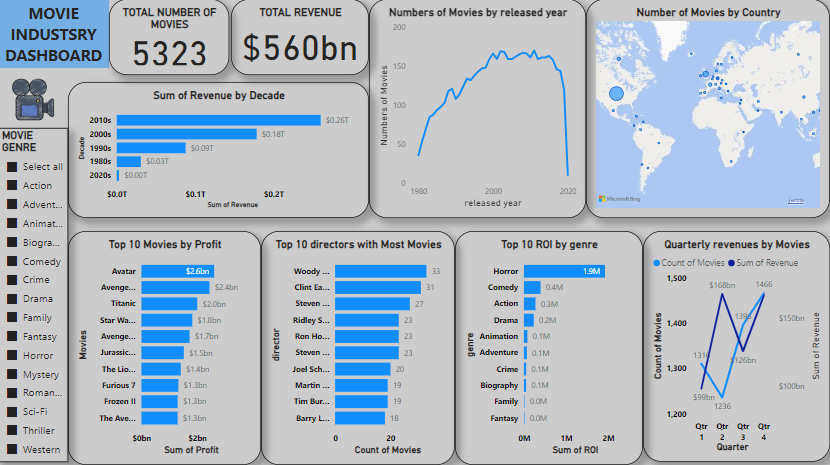 MOVIE
INDUSTSRY
DASHBOARD
TOTAL NUMBER OF
MOVIES
5323
TOTAL REVENUE
$560bn
Numbers of Movies by released year
Numbers of Movies
200
150
100
50
0
1980
2000
2020
released year
Number of Movies by Country
Microsoft Bing
Terms
MOVIE
GENRE
Select all
Action
Advent...
Animat...
Biogra...
Comedy
Crime
Drama
Family
Fantasy
Horror
Mystery
Roman...
Sci-Fi
Thriller
Western
Sum of Revenue by Decade
Decade
2010s $0.26T
2000s $0.18T
1990s $0.09T
1980s $0.03T
2020s $0.00T
$0.0T $0.1T $0.2T
Sum of Revenue
Top 10 Movies by Profit
Movies
Avatar $2.6bn
Avenge... $2.4bn
Titanic $2.0bn
Star Wa... $1.8bn
Avenge... $1.7bn
Jurassic... $1.5bn
The Lio... $1.4bn
Furious 7 $1.3bn
Frozen II $1.3bn
The Ave... $1.3bn
$0bn $2bn
Sum of Profit
Top 10 directors with Most Movies
director
Woody ... 33
Clint Ea... 31
Steven ... 27
Ridley S... 23
Ron Ho... 23
Steven ... 23
Joel Sch... 20
Martin ... 19
Tim Bur... 19
Barry L... 18
0 20
Count of Movies
Top 10 ROI by genre
genre
Horror 1.9M
Comedy 0.4M
Action 0.3M
Drama 0.2M
Animation 0.1M
Adventure 0.1M
Crime 0.1M
Biography 0.1M
Family 0.0M
Fantasy 0.0M
0M 1M 2M
Sum of ROI
Quarterly revenues by Movies
Count of Movies Sum of Revenue
Count of Movies
1,500
1,400
1,300
1,200
$168bn
1466
$126bn
$99bn
1236
$150bn
$100bn
Sum of Revenue
Qtr 1
Qtr 2
Qtr 3
Qtr 4
Quarter